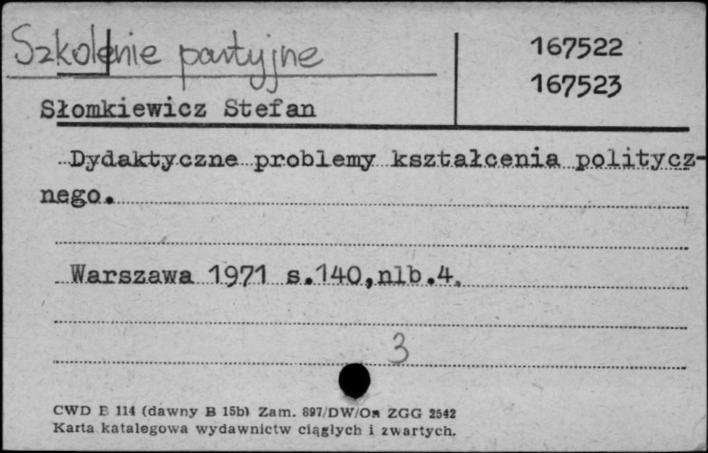 Szkolenie partyjne
167522
167523
Słomkiewicz Stefan
Dydaktyczne problemy kształcenia politycz-
nego.
Warszawa 1971 s.140,nlb.4.
3
CWD B 114 (dawny B 15b) Zam. 897/DW/On ZGG 2542
Karta katalogowa wydawnictw ciągłych i zwartych.